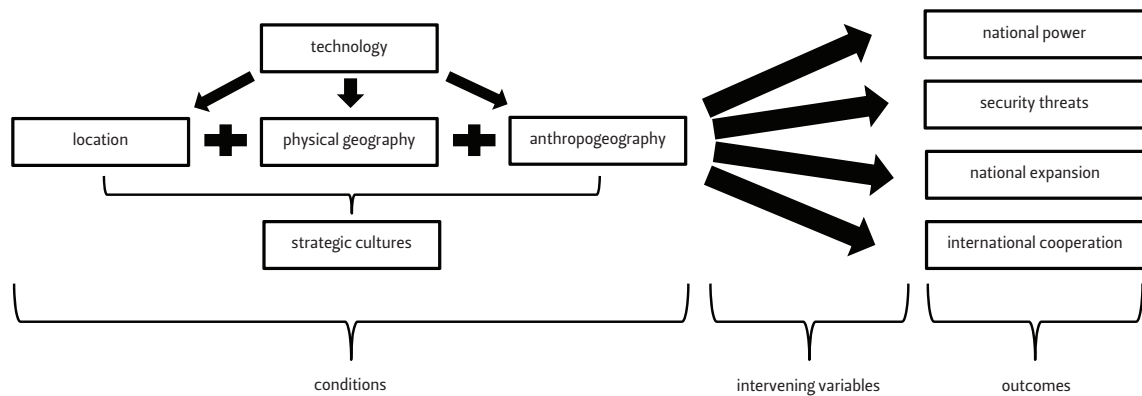 technology
national power
security threats
location
physical geography
anthropogeography
national expansion
strategic cultures
international cooperation
conditions
intervening variables
outcomes